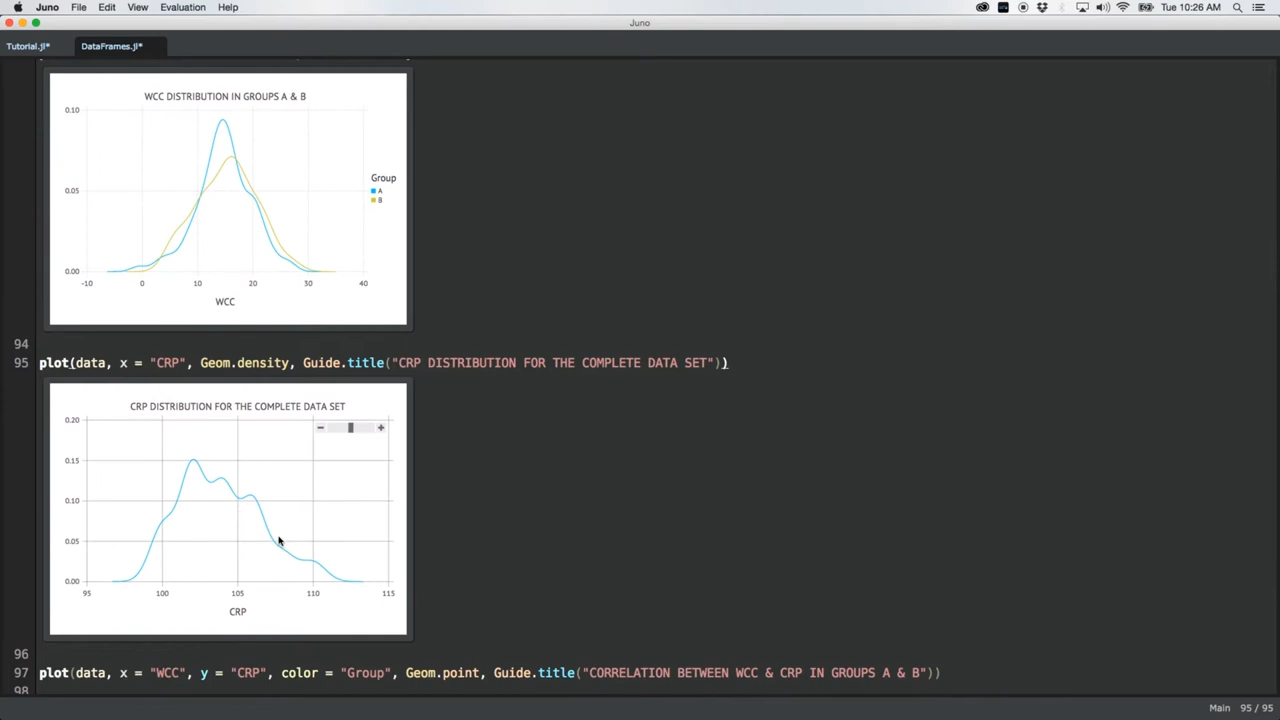 Juno File Edit View Evaluation Help Tue 10:26 AM
Juno
Tutorial.jl* DataFrames.jl*
WCC DISTRIBUTION IN GROUPS A & B
0.10
0.05
0.00
-10 0 10 20 30 40
WCC
Group
A
B
94
95 plot(data, x = "CRP", Geom.density, Guide.title("CRP DISTRIBUTION FOR THE COMPLETE DATA SET"))
CRP DISTRIBUTION FOR THE COMPLETE DATA SET
0.20
0.15
0.10
0.05
0.00
95 100 105 110 115
CRP
96
97 plot(data, x = "WCC", y = "CRP", color = "Group", Geom.point, Guide.title("CORRELATION BETWEEN WCC & CRP IN GROUPS A & B"))
98
Main 95 / 95